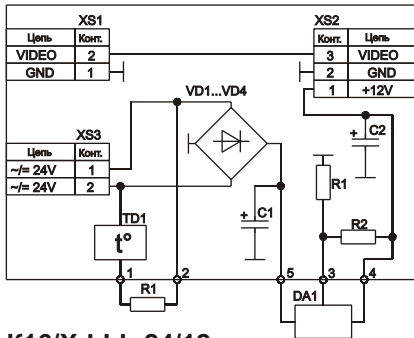 XS1
Цепь Конт.
VIDEO 2
GND 1
XS2
Конт. Цепь
3 VIDEO
2 GND
1 +12V
VD1...VD4
XS3
Цепь Конт.
~/= 24V 1
~/= 24V 2
+ C2
R1
+ C1
R2
TD1
t°
1 2 5 3 4
R1
DA1